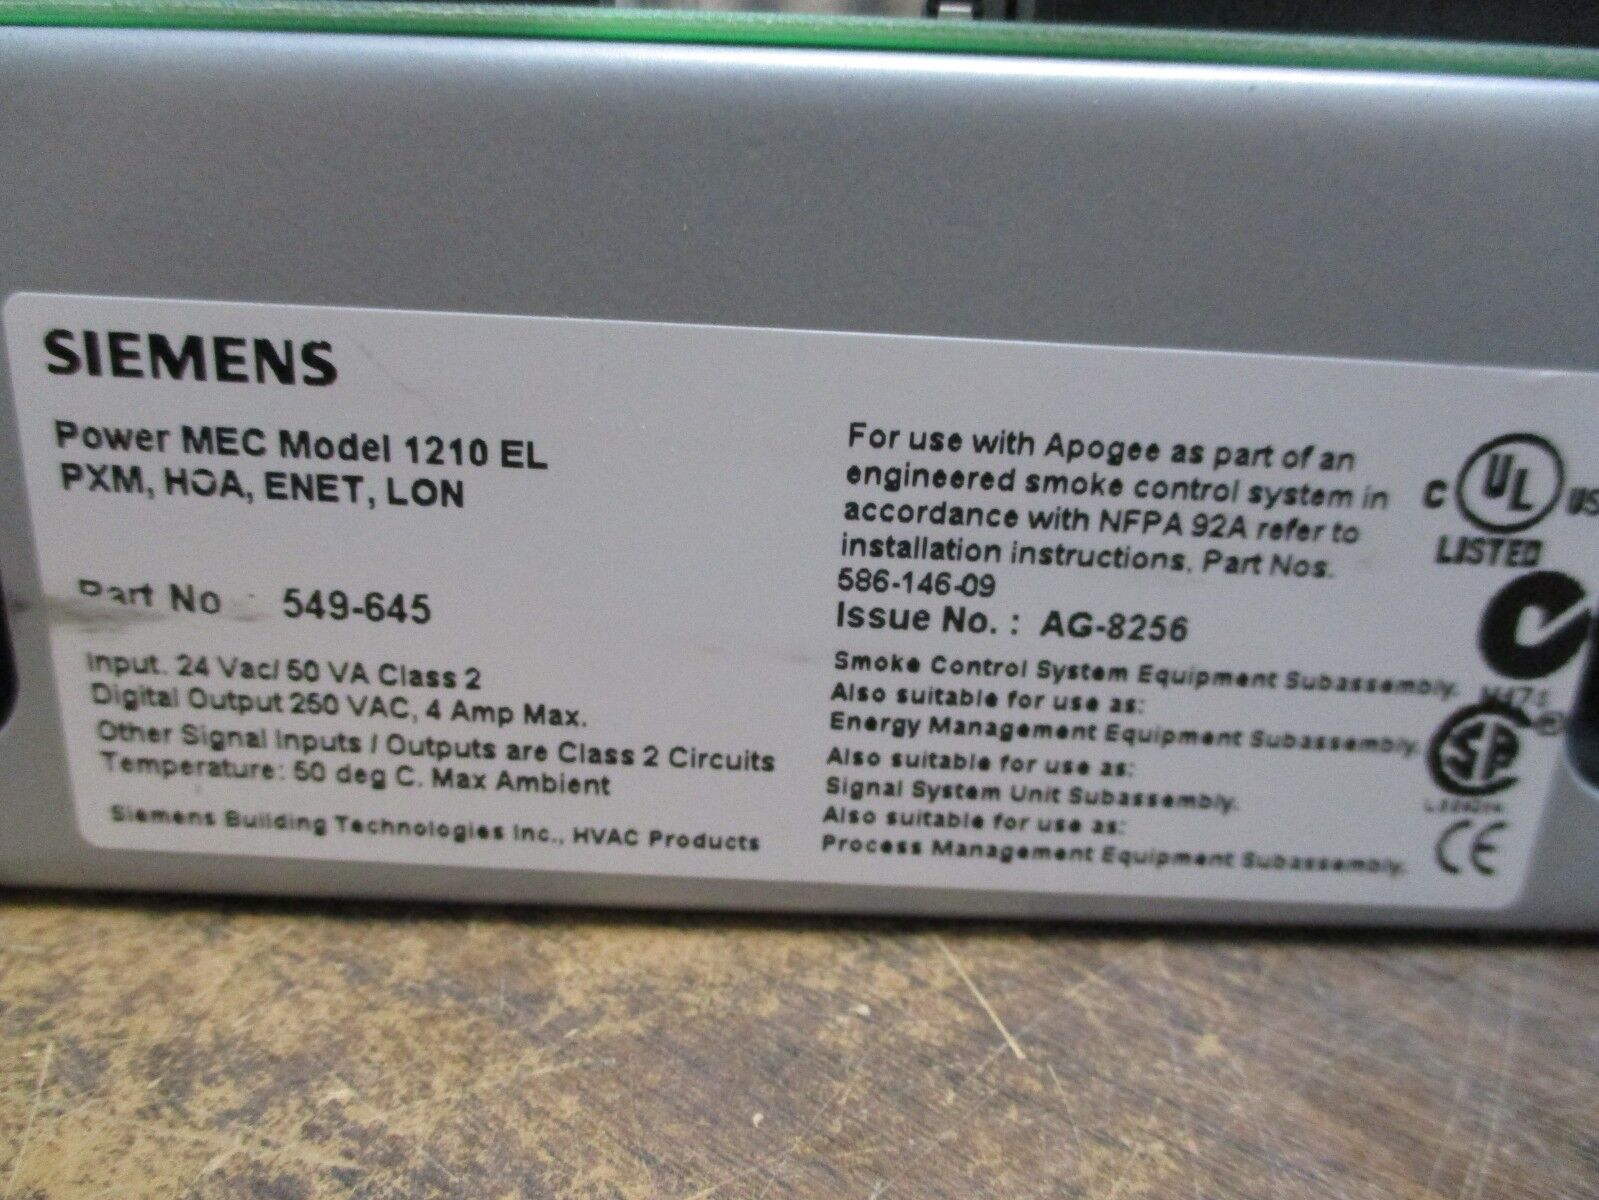 SIEMENS
Power MEC Model 1210 EL
PXM, HOA, ENET, LON
Part No : 549-645
Input. 24 Vac/ 50 VA Class 2
Digital Output 250 VAC, 4 Amp Max.
Other Signal Inputs / Outputs are Class 2 Circuits
Temperature: 50 deg C. Max Ambient
Siemens Building Technologies Inc., HVAC Products
For use with Apogee as part of an
engineered smoke control system in
accordance with NFPA 92A refer to
installation instructions, Part Nos.
586-146-09
Issue No. : AG-8256
Smoke Control System Equipment Subassembly.
Also suitable for use as:
Energy Management Equipment Subassembly.
Also suitable for use as:
Signal System Unit Subassembly.
Also suitable for use as:
Process Management Equipment Subassembly.
C UL US
LISTED
CE